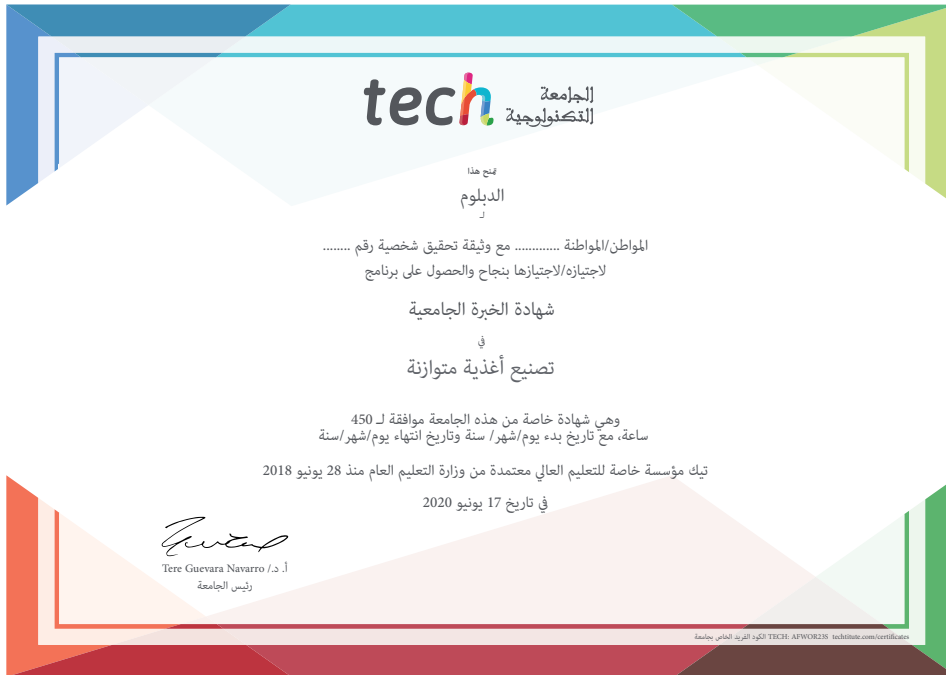 tech الجامعة
التكنولوجية
يمنح هذا
الدبلوم
لـ
المواطن/المواطنة ............ مع وثيقة تحقيق شخصية رقم ........
لاجتيازه/لاجتيازها بنجاح والحصول على برنامج
شهادة الخبرة الجامعية
في
تصنيع أغذية متوازنة
وهي شهادة خاصة من هذه الجامعة موافقة لـ 450
ساعة، مع تاريخ بدء يوم/شهر/ سنة وتاريخ انتهاء يوم/شهر/سنة
تيك مؤسسة خاصة للتعليم العالي معتمدة من وزارة التعليم العام منذ 28 يونيو 2018
في تاريخ 17 يونيو 2020
أ. د./ Tere Guevara Navarro
رئيس الجامعة
الكود الفريد الخاص بجامعة TECH: AFWOR23S techtitute.com/certificates